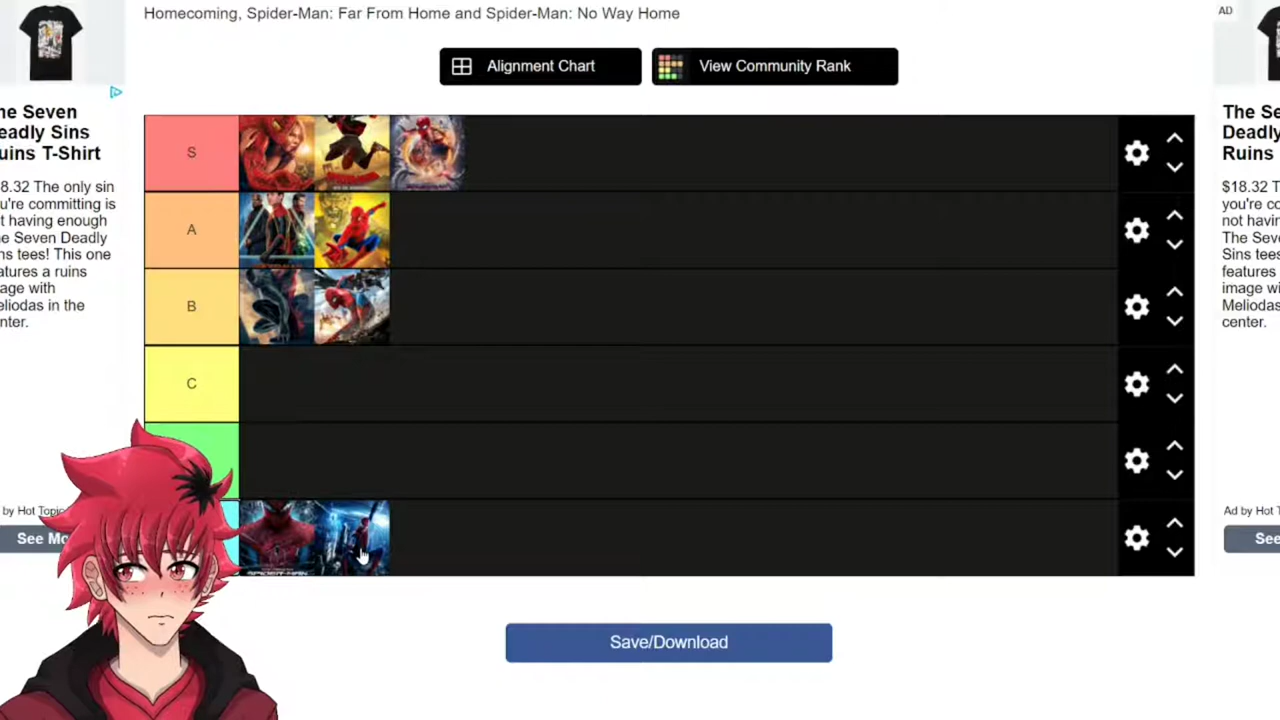 Homecoming, Spider-Man: Far From Home and Spider-Man: No Way Home
AD
Alignment Chart
View Community Rank
he Seven
eadly Sins
uins T-Shirt
8.32 The only sin
u're committing is
t having enough
e Seven Deadly
ns tees! This one
atures a ruins
age with
eliodas in the
nter.
by Hot Topic
See Mo
S
A
B
C
SPIDER-MAN
The Se
Deadly
Ruins
$18.32 T
you're co
not havin
The Seve
Sins tees
features
image wi
Meliodas
center.
Ad by Hot T
See
Save/Download